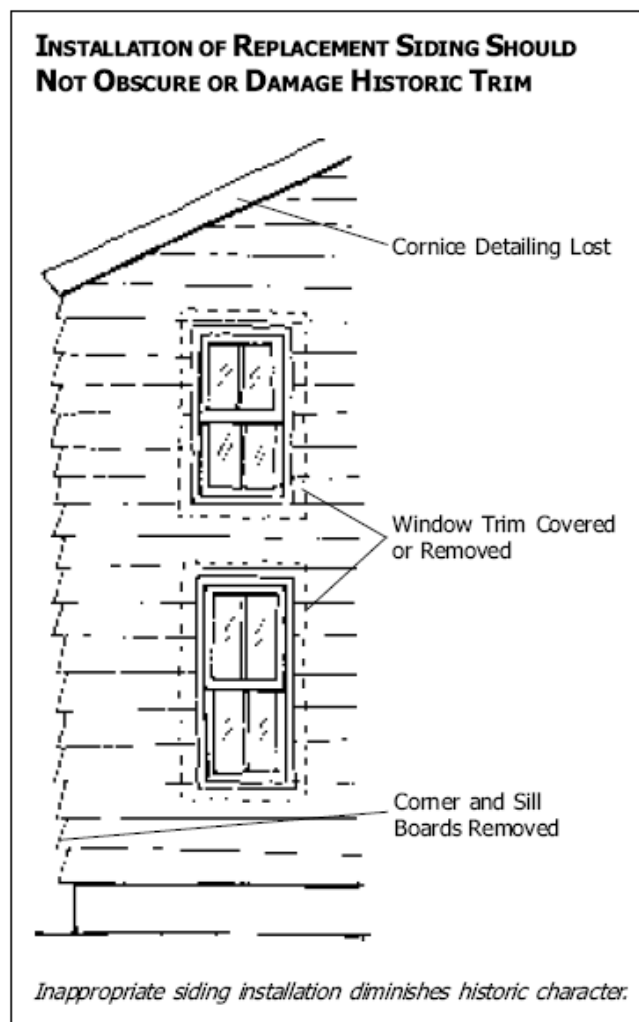 INSTALLATION OF REPLACEMENT SIDING SHOULD
NOT OBSCURE OR DAMAGE HISTORIC TRIM
Cornice Detailing Lost
Window Trim Covered
or Removed
Corner and Sill
Boards Removed
Inappropriate siding installation diminishes historic character.